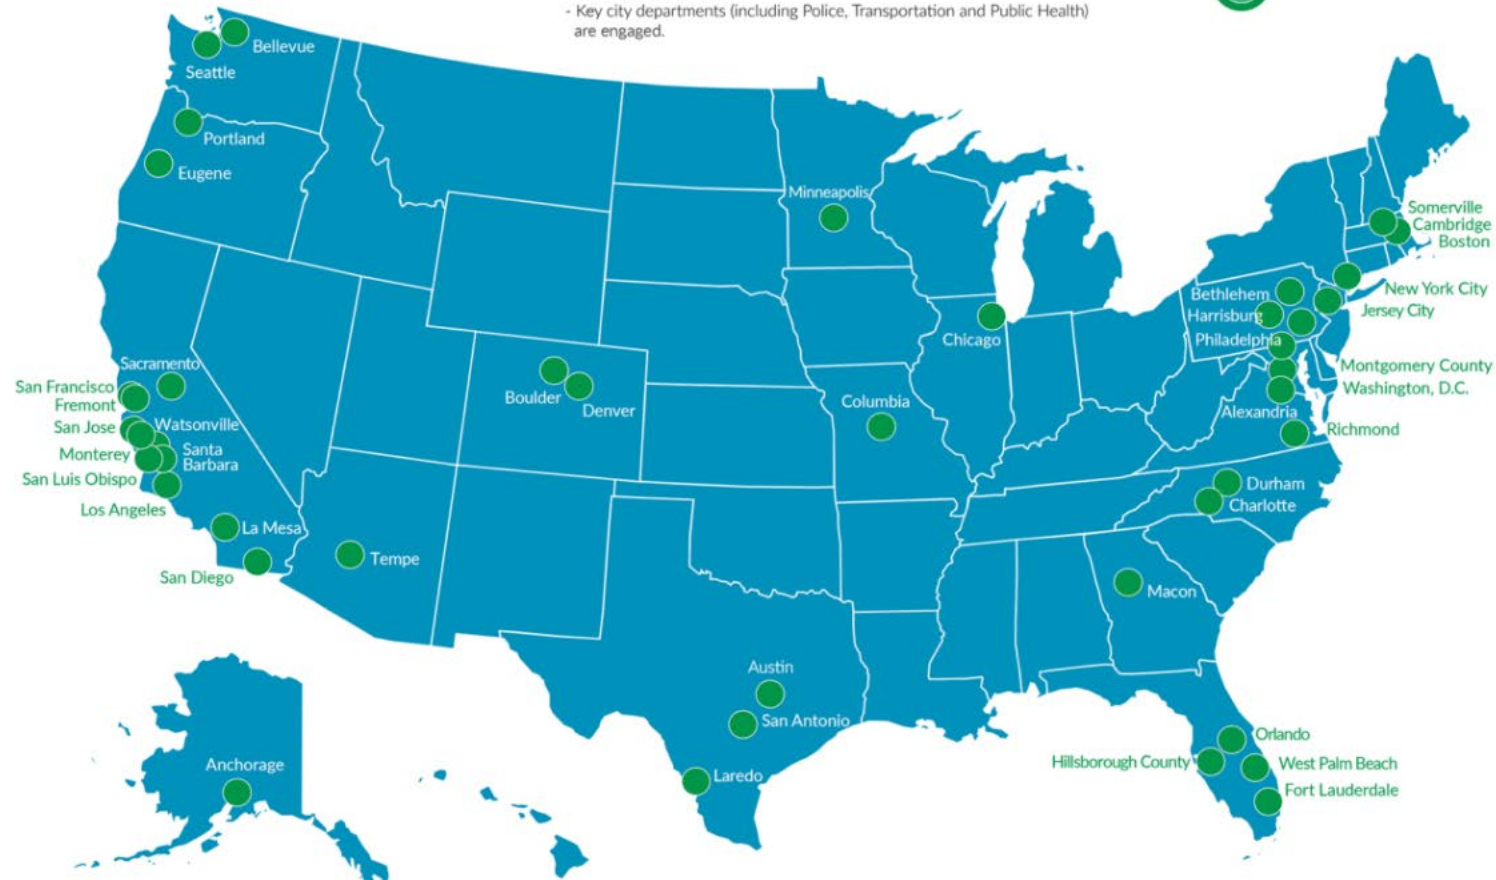 - Key city departments (including Police, Transportation and Public Health)
are engaged.
Bellevue
Seattle
Portland
Eugene
Minneapolis
Somerville
Cambridge
Boston
New York City
Bethlehem
Jersey City
Harrisburg
Philadelphia
Chicago
Montgomery County
Washington, D.C.
Alexandria
Richmond
Sacramento
San Francisco
Fremont
San Jose
Watsonville
Monterey
Santa
Barbara
San Luis Obispo
Los Angeles
Boulder
Denver
Columbia
Durham
Charlotte
La Mesa
San Diego
Tempe
Macon
Austin
San Antonio
Laredo
Orlando
Hillsborough County
West Palm Beach
Fort Lauderdale
Anchorage